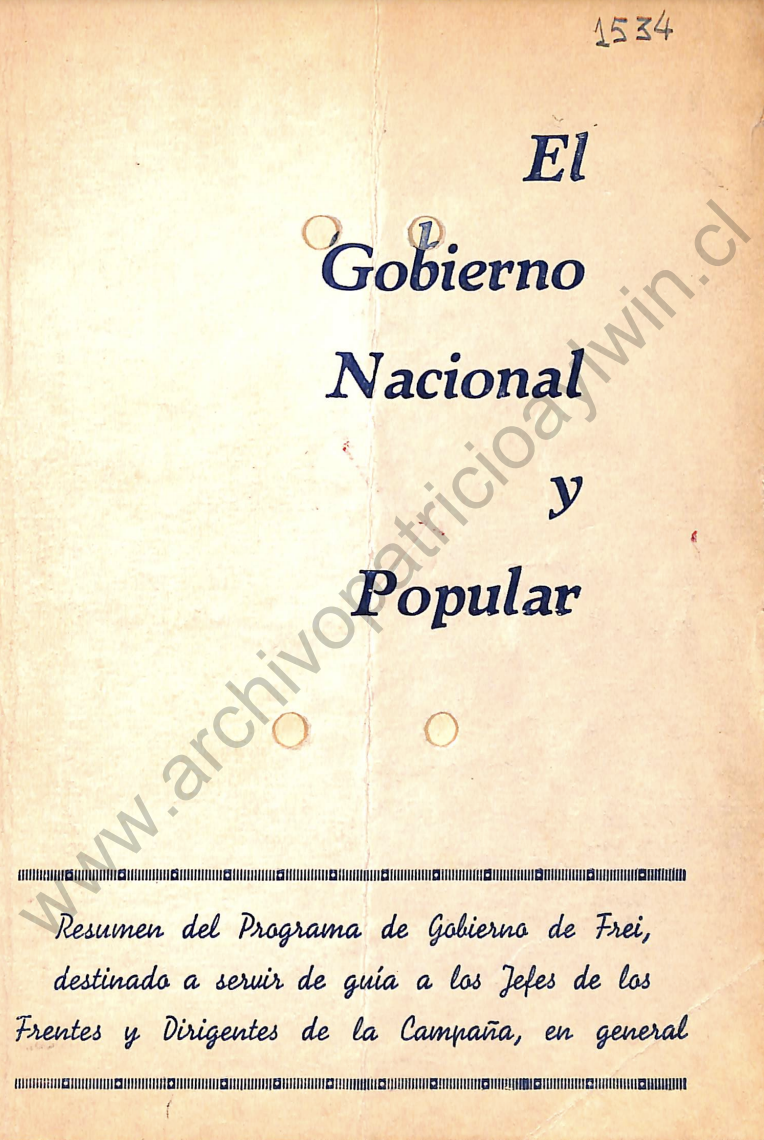 1534
El
Gobierno
Nacional
y
Popular
www.archivopatricioaylwin.cl
Resumen del Programa de Gobierno de Frei,
destinado a servir de guía a los Jefes de los
Frentes y Dirigentes de la Campaña, en general